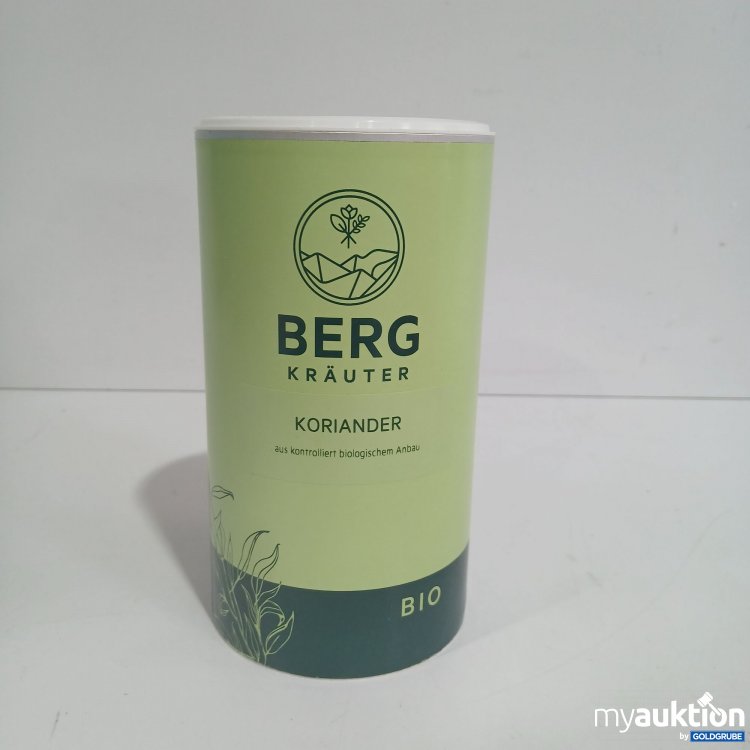 BERG
KRÄUTER
KORIANDER
aus kontrolliert biologischem Anbau
BIO
myauktion
by GOLDGRUBE